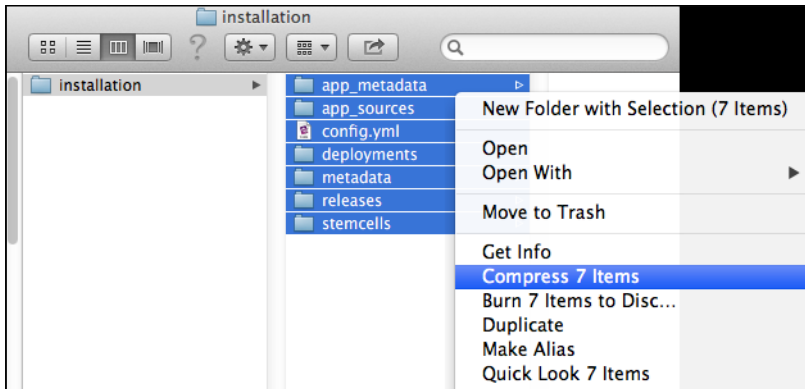 installation
installation
app_metadata
app_sources
config.yml
deployments
metadata
releases
stemcells
New Folder with Selection (7 Items)
Open
Open With
Move to Trash
Get Info
Compress 7 Items
Burn 7 Items to Disc...
Duplicate
Make Alias
Quick Look 7 Items